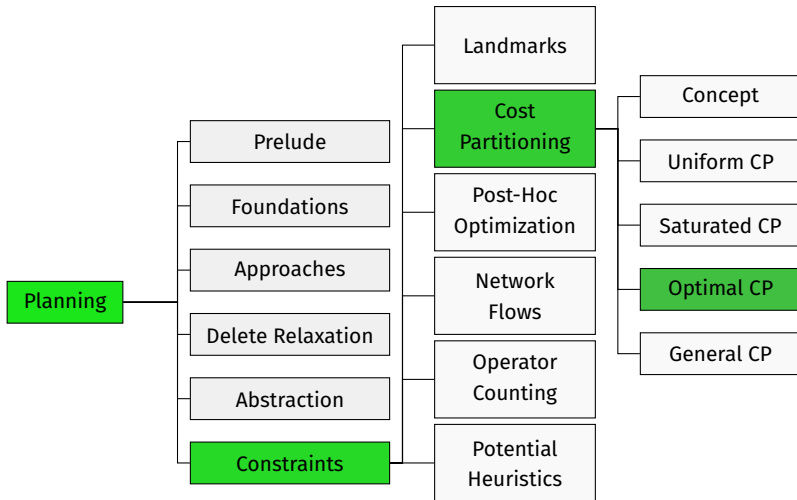 Planning
Prelude
Foundations
Approaches
Delete Relaxation
Abstraction
Constraints
Landmarks
Cost
Partitioning
Post-Hoc
Optimization
Network
Flows
Operator
Counting
Potential
Heuristics
Concept
Uniform CP
Saturated CP
Optimal CP
General CP